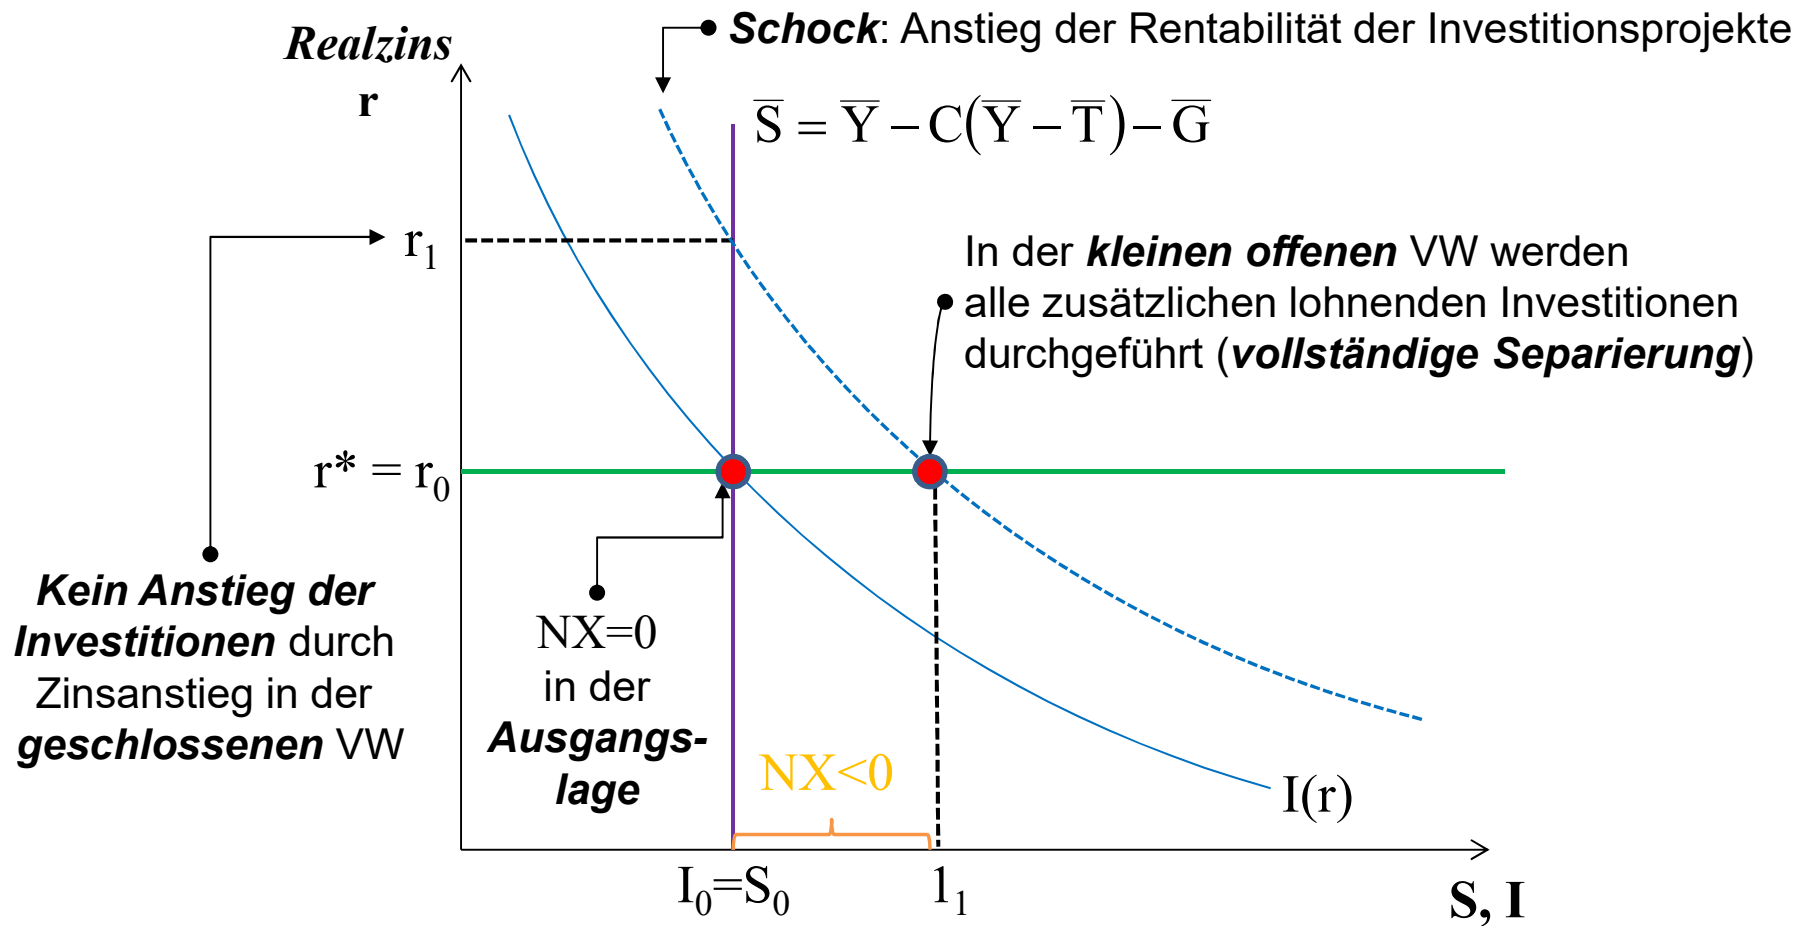 Realzins
r
Schock: Anstieg der Rentabilität der Investitionsprojekte
S̅ = Y̅ – C(Y̅ – T̅) – G̅
r₁
In der kleinen offenen VW werden
alle zusätzlichen lohnenden Investitionen
durchgeführt (vollständige Separierung)
r* = r₀
Kein Anstieg der
Investitionen durch
Zinsanstieg in der
geschlossenen VW
NX=0
in der
Ausgangs-
lage
NX<0
I(r)
I₀=S₀
1₁
S, I